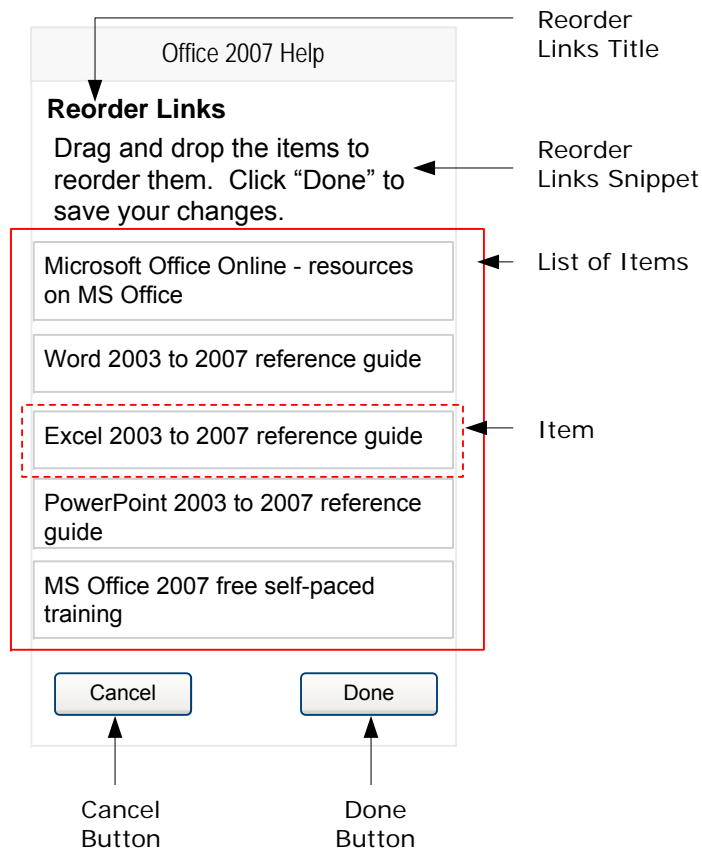 Reorder
Links Title
Office 2007 Help
Reorder Links
Drag and drop the items to
reorder them.  Click “Done” to
save your changes.
Reorder
Links Snippet
List of Items
Microsoft Office Online - resources
on MS Office
Word 2003 to 2007 reference guide
Excel 2003 to 2007 reference guide
Item
PowerPoint 2003 to 2007 reference
guide
MS Office 2007 free self-paced
training
Cancel
Done
Cancel
Button
Done
Button